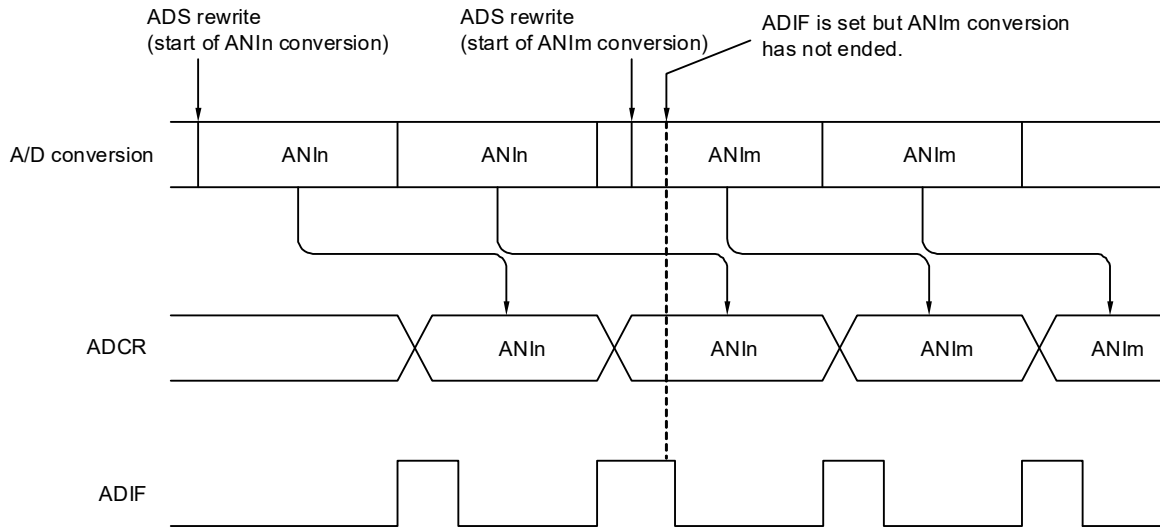 ADS rewrite
(start of ANIn conversion)
ADS rewrite
(start of ANIm conversion)
ADIF is set but ANIm conversion
has not ended.
A/D conversion
ANIn
ANIn
ANIm
ANIm
ADCR
ANIn
ANIn
ANIm
ANIm
ADIF